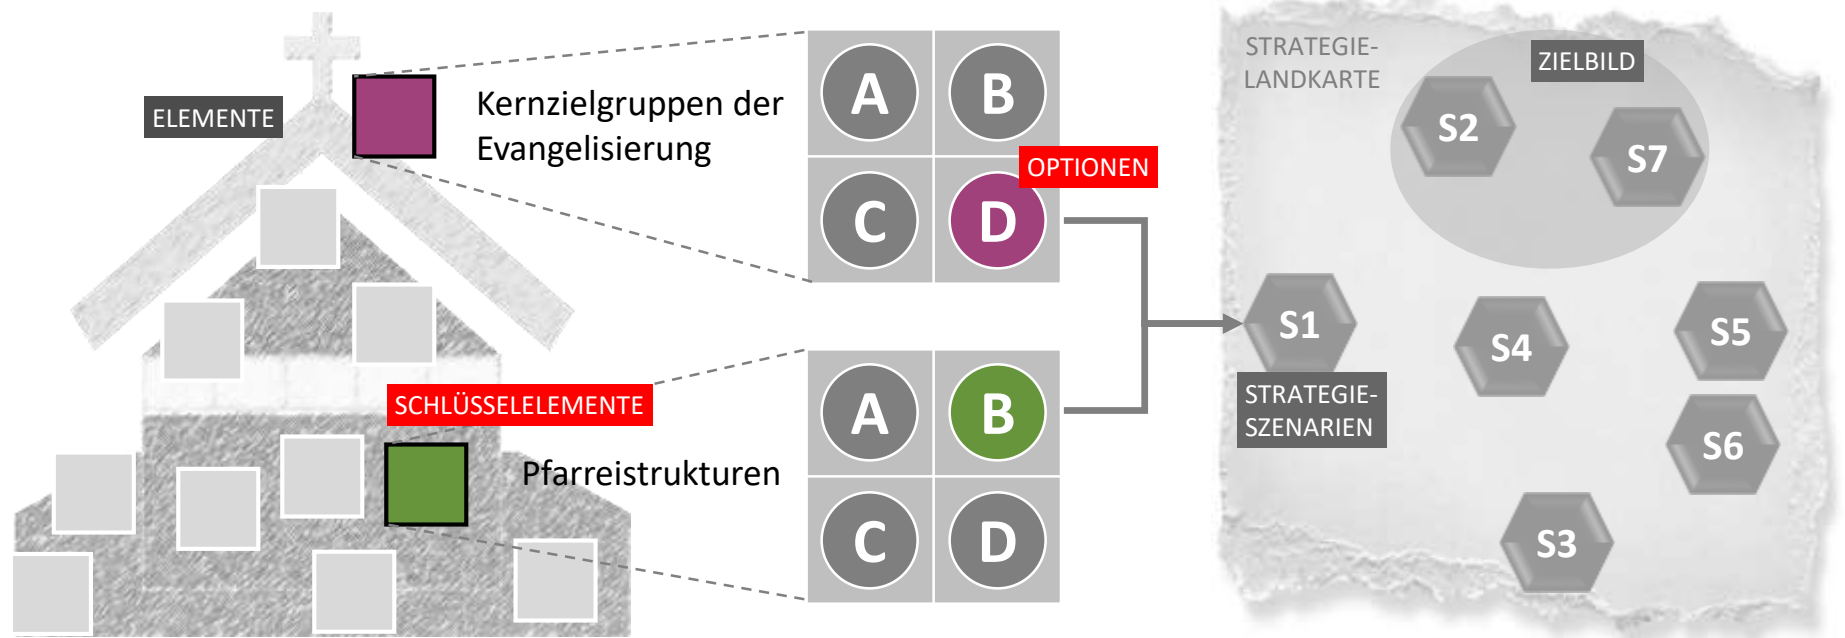 ELEMENTE
Kernzielgruppen der
Evangelisierung
A
B
C
D
OPTIONEN
SCHLÜSSELELEMENTE
Pfarreistrukturen
A
B
C
D
STRATEGIE-
LANDKARTE
ZIELBILD
S2
S7
S1
S4
S5
STRATEGIE-
SZENARIEN
S6
S3